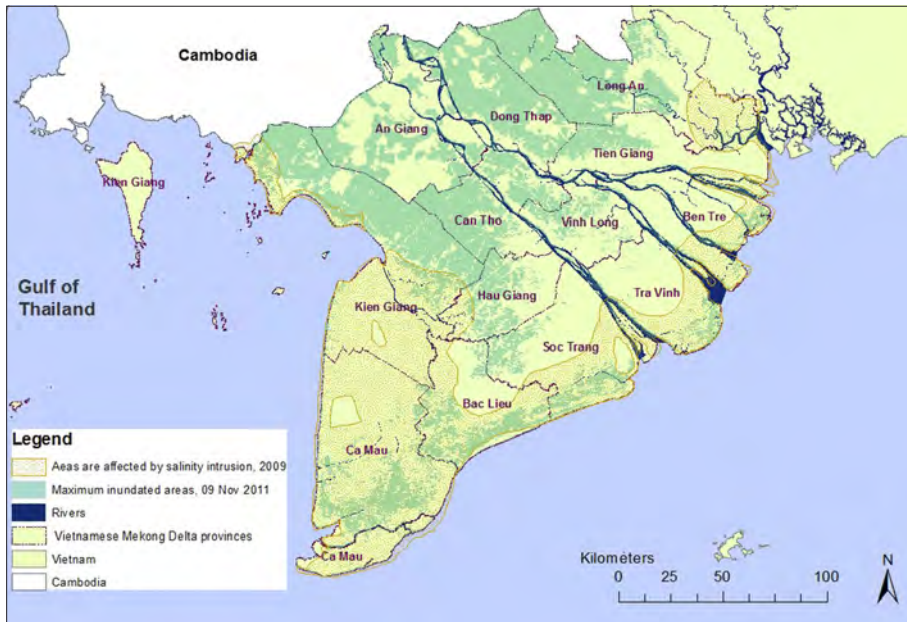 Cambodia
Long An
An Giang
Dong Thap
Tien Giang
Kien Giang
Can Tho
Vinh Long
Ben Tre
Gulf of
Thailand
Kien Giang
Hau Giang
Tra Vinh
Soc Trang
Bac Lieu
Ca Mau
Ca Mau
Legend
Aeas are affected by salinity intrusion, 2009
Maximum inundated areas, 09 Nov 2011
Rivers
Vietnamese Mekong Delta provinces
Vietnam
Cambodia
Kilometers
0 25 50 100
N